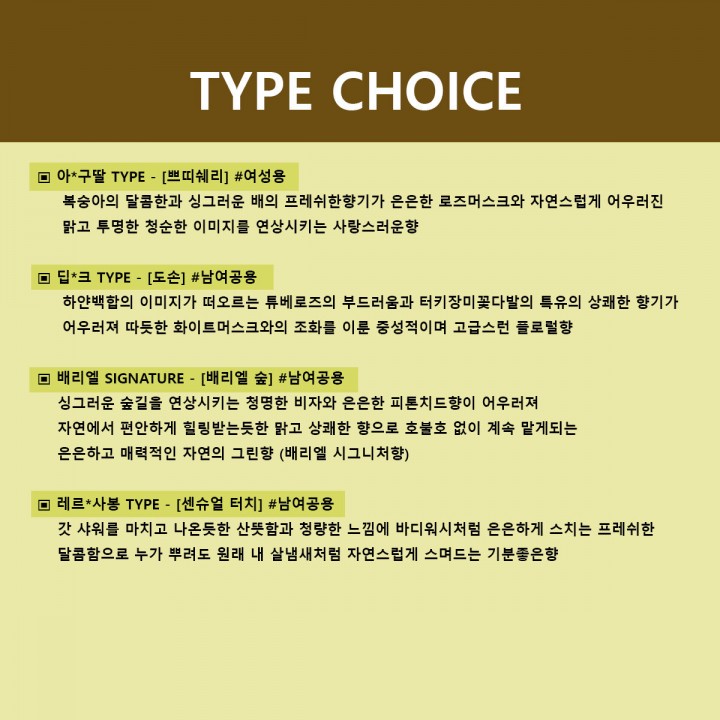 TYPE CHOICE
▣ 아*구딸 TYPE - [쁘띠쉐리] #여성용
복숭아의 달콤한과 싱그러운 배의 프레쉬한향기가 은은한 로즈머스크와 자연스럽게 어우러진
맑고 투명한 청순한 이미지를 연상시키는 사랑스러운향
▣ 딥*크 TYPE - [도손] #남여공용
하얀백합의 이미지가 떠오르는 튜베로즈의 부드러움과 터키장미꽃다발의 특유의 상쾌한 향기가
어우러져 따듯한 화이트머스크와의 조화를 이룬 중성적이며 고급스런 플로럴향
▣ 배리엘 SIGNATURE - [배리엘 숲] #남여공용
싱그러운 숲길을 연상시키는 청명한 비자와 은은한 피톤치드향이 어우러져
자연에서 편안하게 힐링받는듯한 맑고 상쾌한 향으로 호불호 없이 계속 맡게되는
은은하고 매력적인 자연의 그린향 (배리엘 시그니처향)
▣ 레르*사봉 TYPE - [센슈얼 터치] #남여공용
갓 샤워를 마치고 나온듯한 산뜻함과 청량한 느낌에 바디워시처럼 은은하게 스치는 프레쉬한
달콤함으로 누가 뿌려도 원래 내 살냄새처럼 자연스럽게 스며드는 기분좋은향